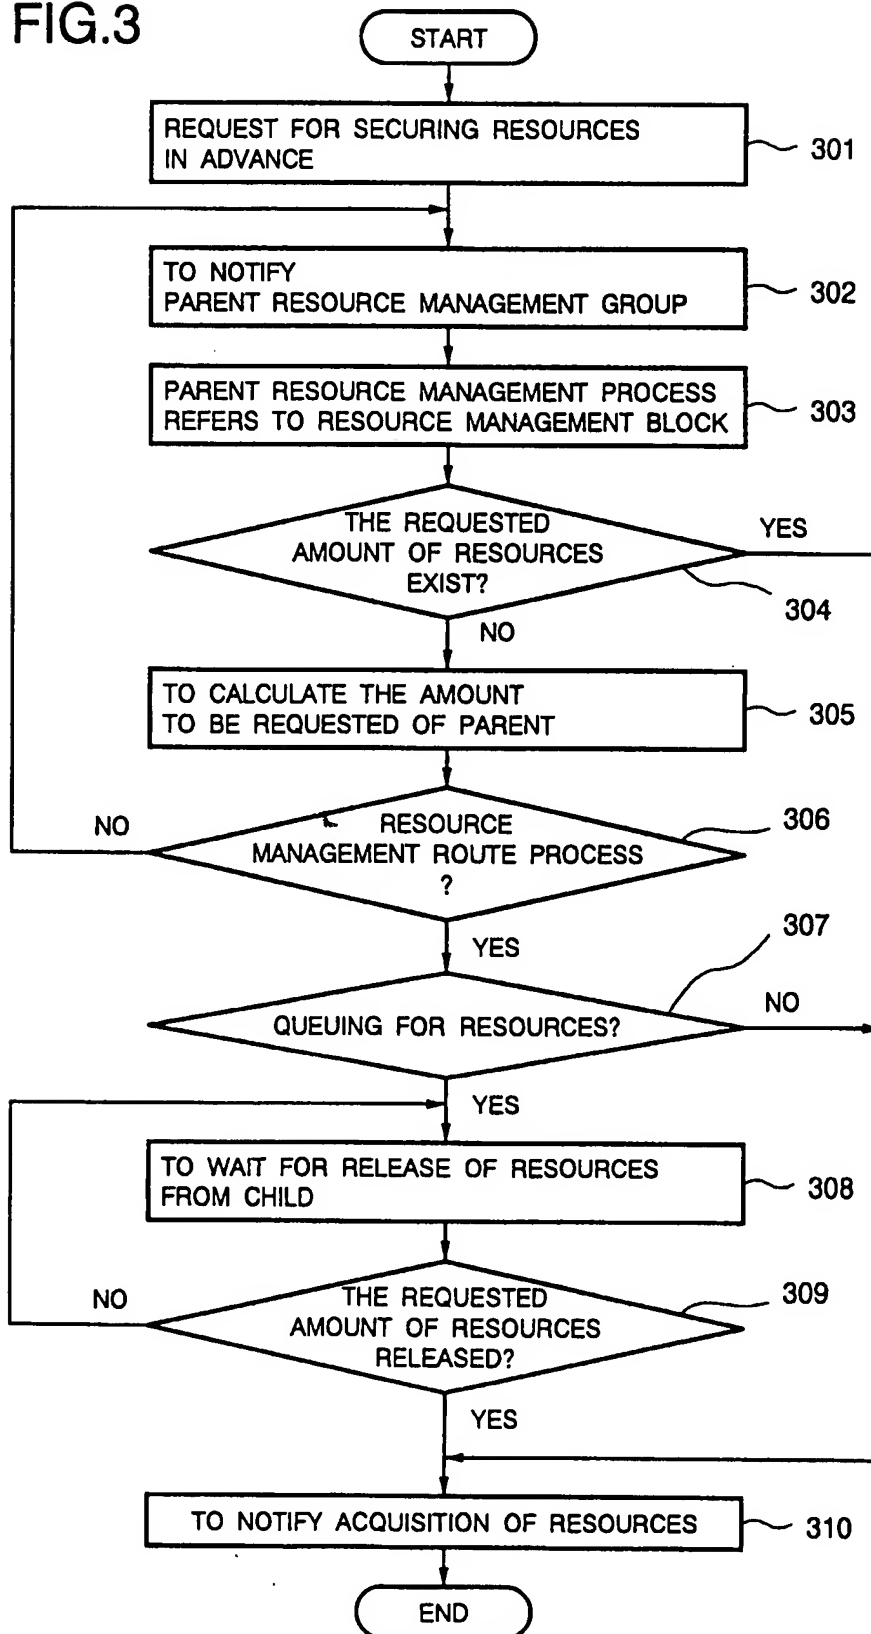 FIG.3
START
REQUEST FOR SECURING RESOURCES
IN ADVANCE
301
TO NOTIFY
PARENT RESOURCE MANAGEMENT GROUP
302
PARENT RESOURCE MANAGEMENT PROCESS
REFERS TO RESOURCE MANAGEMENT BLOCK
303
THE REQUESTED
AMOUNT OF RESOURCES
EXIST?
YES
304
NO
TO CALCULATE THE AMOUNT
TO BE REQUESTED OF PARENT
305
NO
RESOURCE
MANAGEMENT ROUTE PROCESS
?
306
YES
307
QUEUING FOR RESOURCES?
NO
YES
TO WAIT FOR RELEASE OF RESOURCES
FROM CHILD
308
NO
THE REQUESTED
AMOUNT OF RESOURCES
RELEASED?
309
YES
TO NOTIFY ACQUISITION OF RESOURCES
310
END